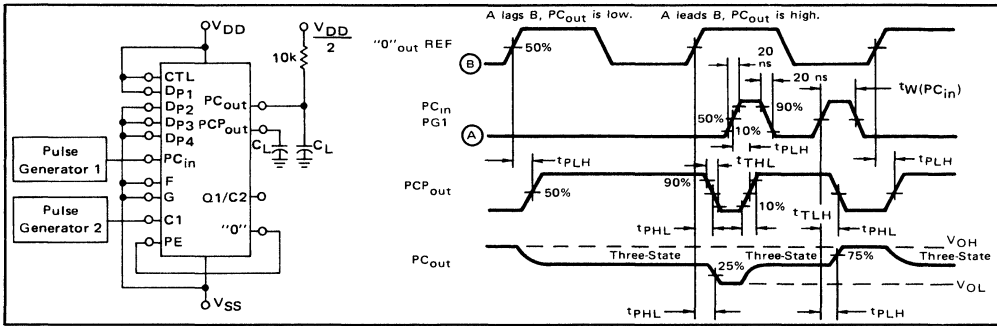 VDD
VDD
2
10k
CTL
DP1
DP2
DP3
DP4
PCin
F
G
C1
PE
PCout
PCPout
CL
CL
Q1/C2
"0"
VSS
Pulse
Generator 1
Pulse
Generator 2
A lags B, PCout is low.
A leads B, PCout is high.
"0"out REF
B
50%
20
ns
20 ns
tW(PCin)
PCin
PG1
A
50%
90%
10%
tPLH
tPLH
tTHL
tPLH
PCPout
50%
90%
10%
tTLH
tPHL
tPHL
VOH
PCout
Three-State
Three-State
Three-State
25%
75%
VOL
tPHL
tPLH